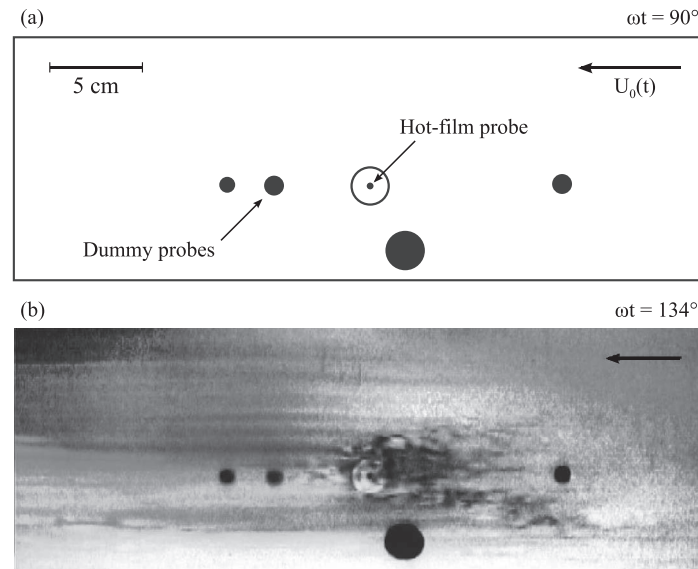 (a)
ωt = 90°
5 cm
U₀(t)
Hot-film probe
Dummy probes
(b)
ωt = 134°